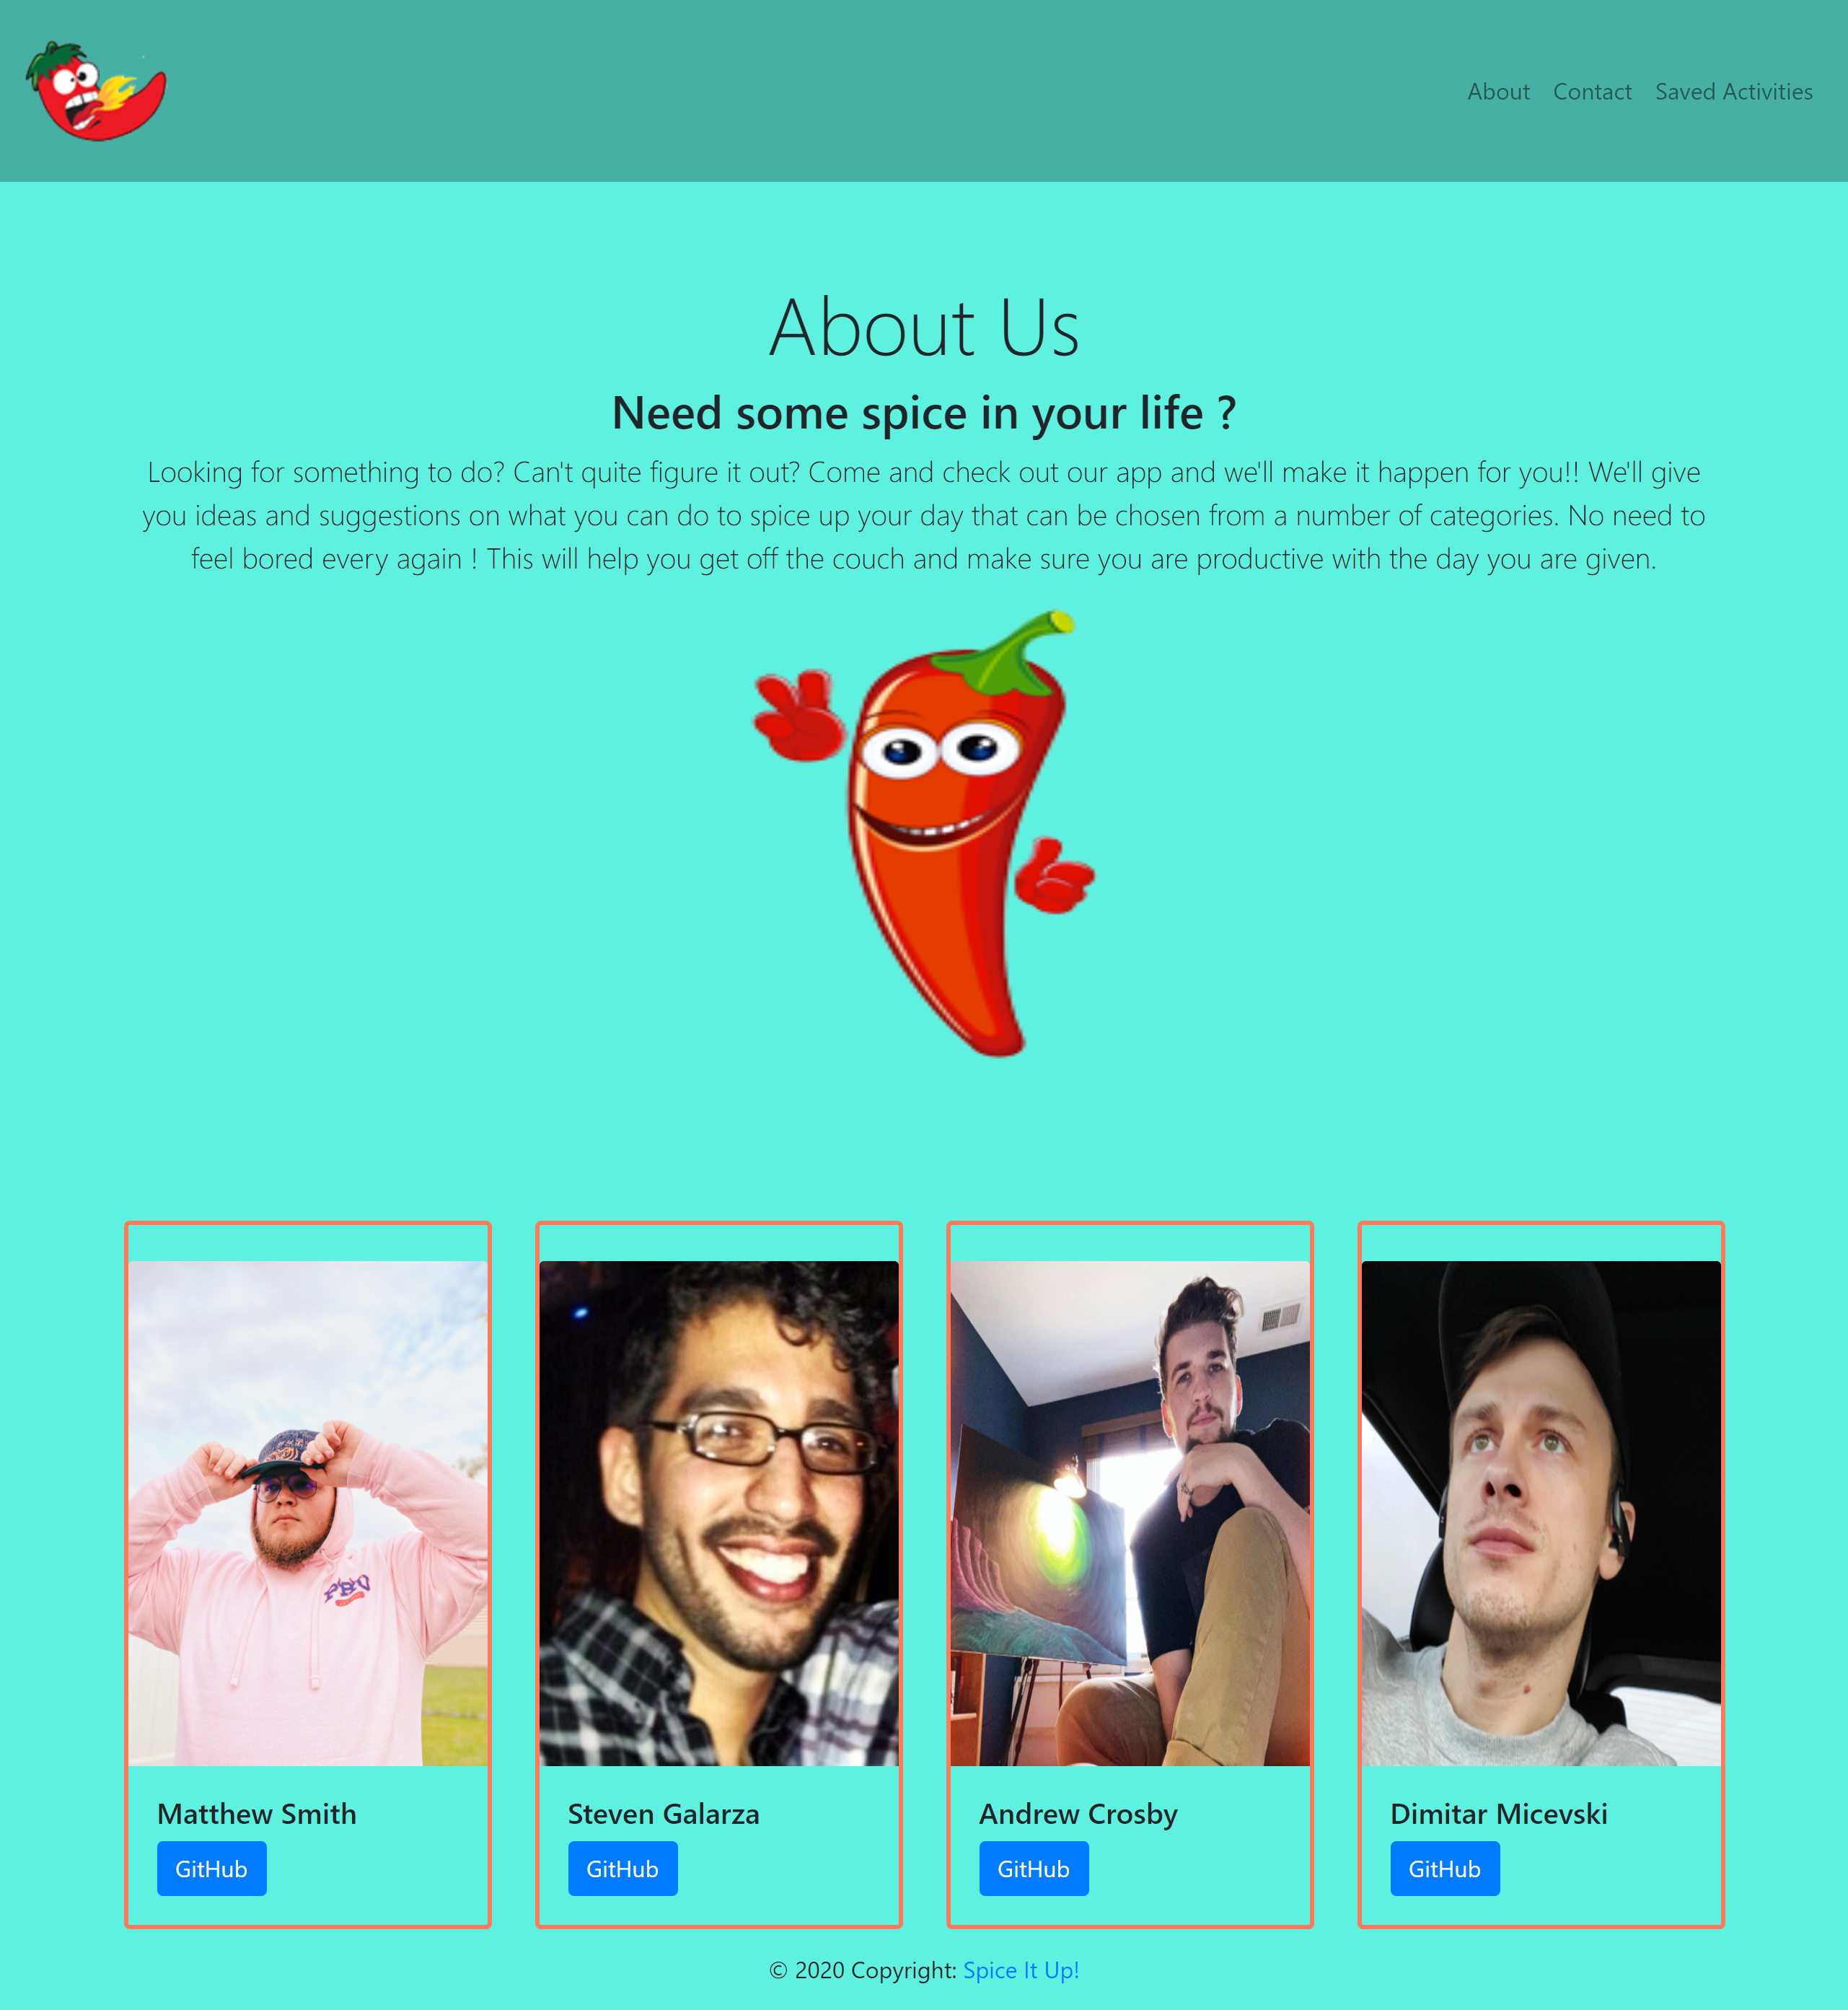 About Contact Saved Activities
About Us
Need some spice in your life ?
Looking for something to do? Can't quite figure it out? Come and check out our app and we'll make it happen for you!! We'll give
you ideas and suggestions on what you can do to spice up your day that can be chosen from a number of categories. No need to
feel bored every again ! This will help you get off the couch and make sure you are productive with the day you are given.
PBV
Matthew Smith
GitHub
Steven Galarza
GitHub
Andrew Crosby
GitHub
Dimitar Micevski
GitHub
© 2020 Copyright: Spice It Up!